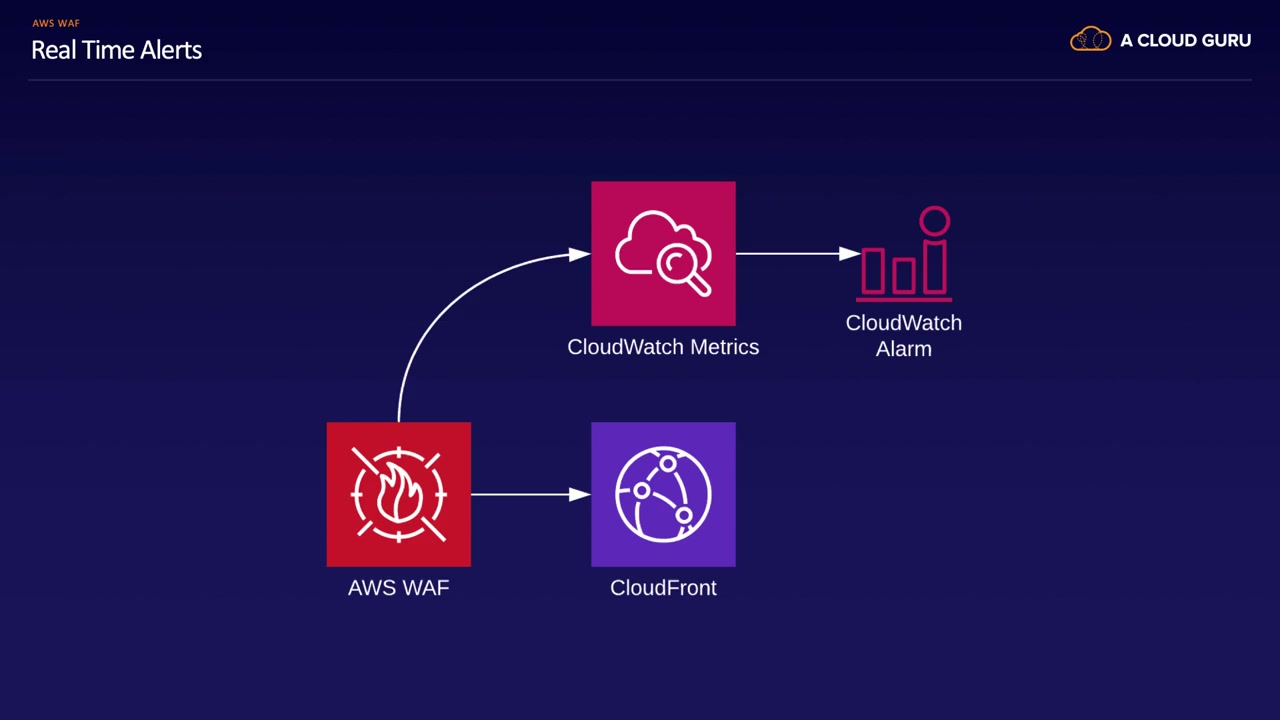 AWS WAF
Real Time Alerts
A CLOUD GURU
CloudWatch Metrics
CloudWatch
Alarm
AWS WAF
CloudFront